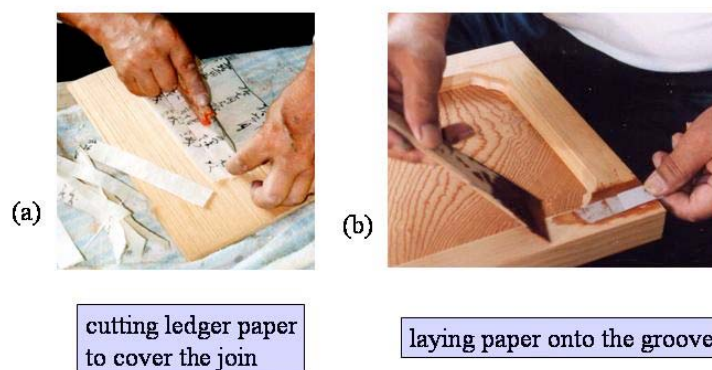 (a)
(b)
cutting ledger paper
to cover the join
laying paper onto the groove